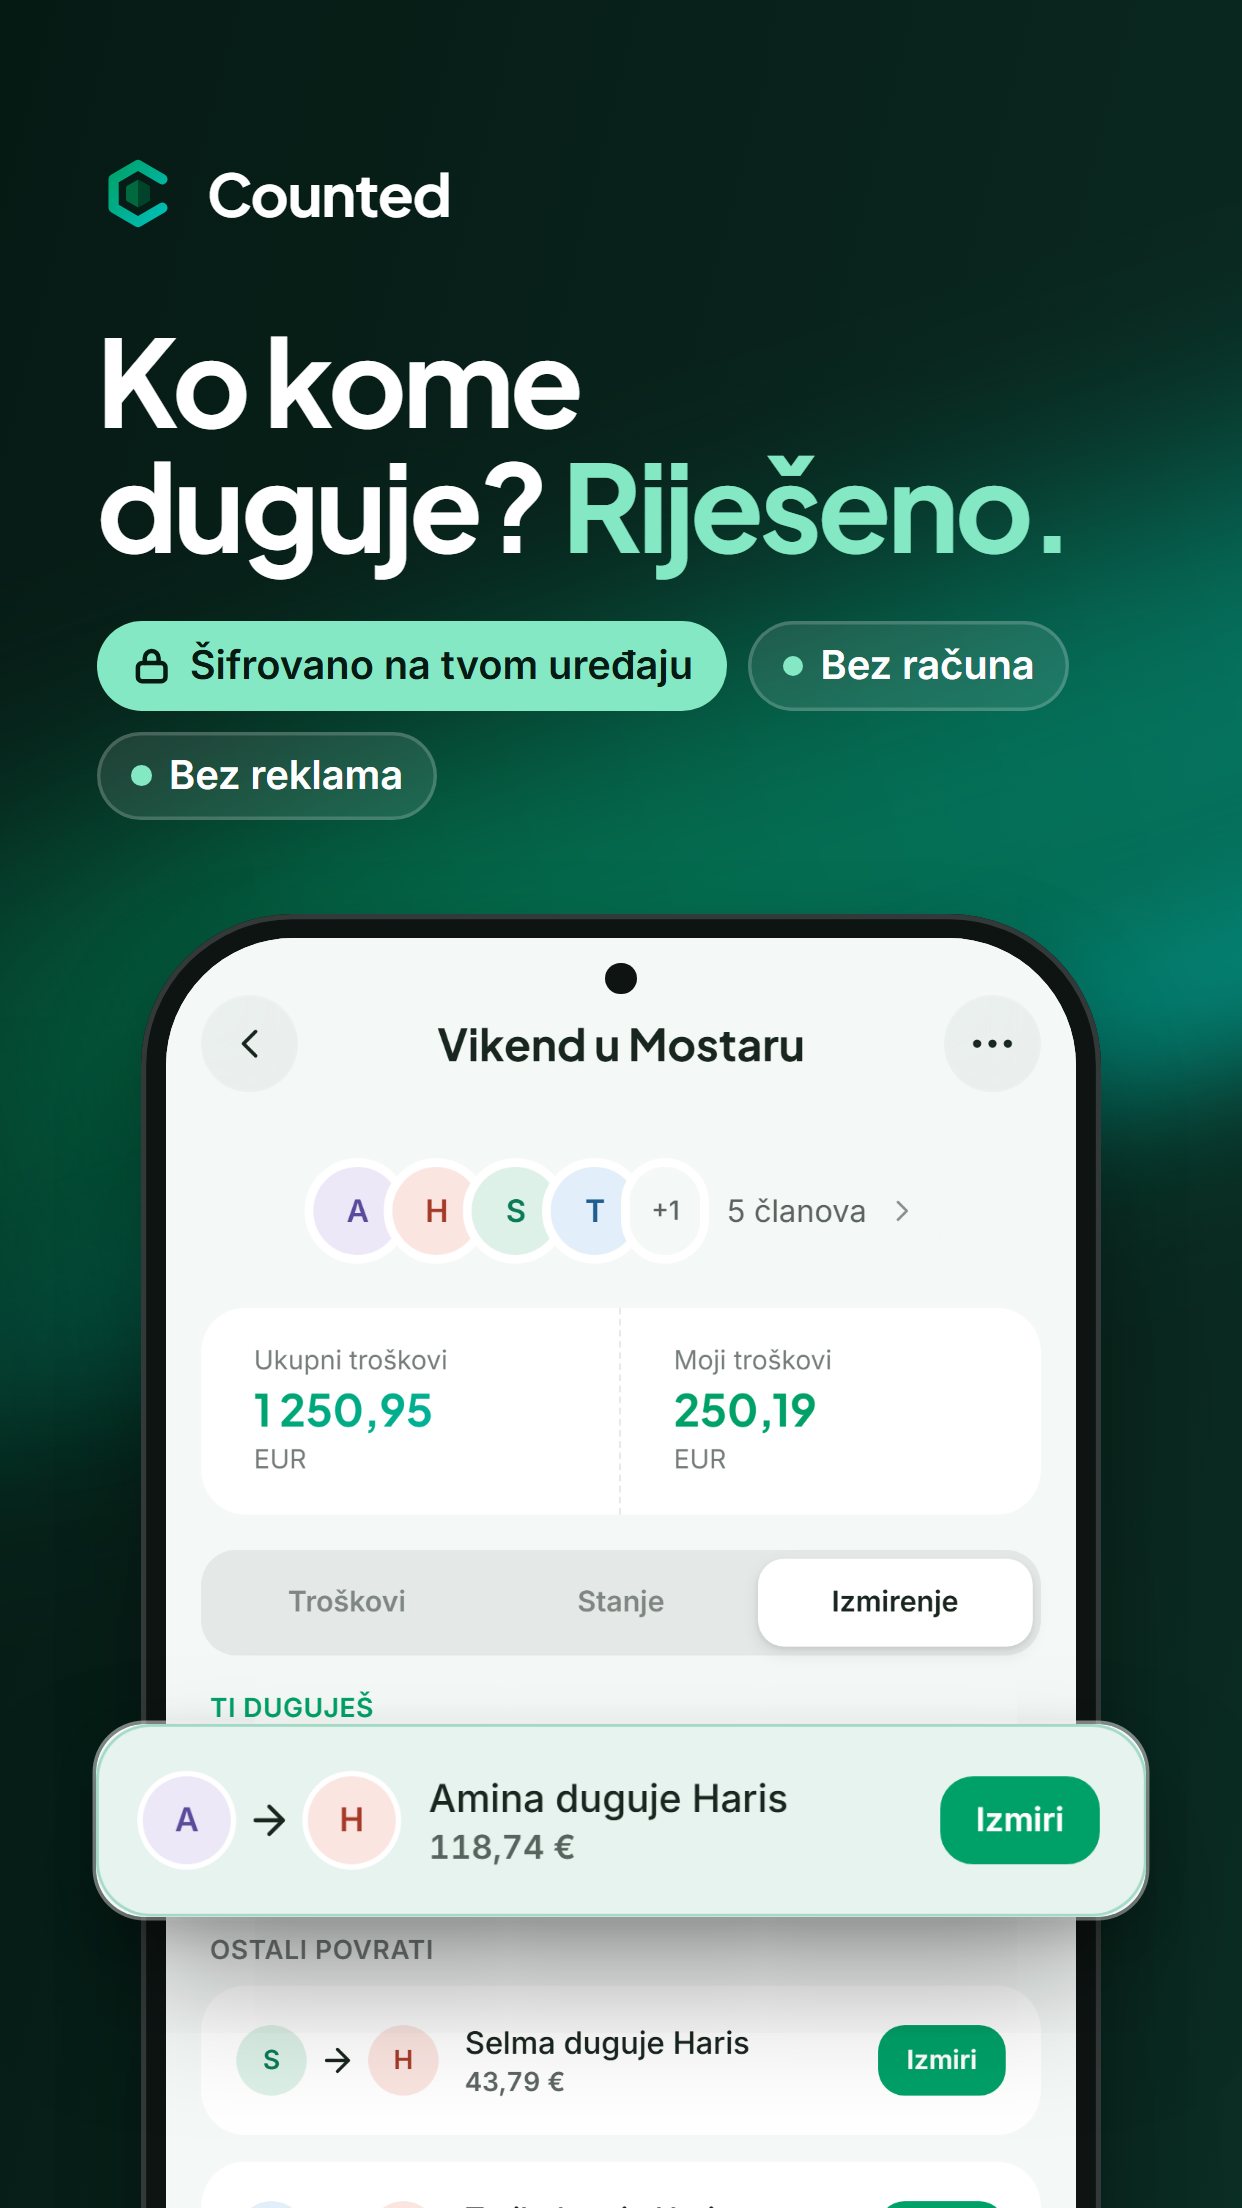 Counted
Ko kome
duguje? Riješeno.
Šifrovano na tvom uređaju
Bez računa
Bez reklama
Vikend u Mostaru
A
H
S
T
+1
5 članova
Ukupni troškovi
1 250,95
EUR
Moji troškovi
250,19
EUR
Troškovi
Stanje
Izmirenje
TI DUGUJEŠ
A
H
Amina duguje Haris
118,74 €
Izmiri
OSTALI POVRATI
S
H
Selma duguje Haris
43,79 €
Izmiri